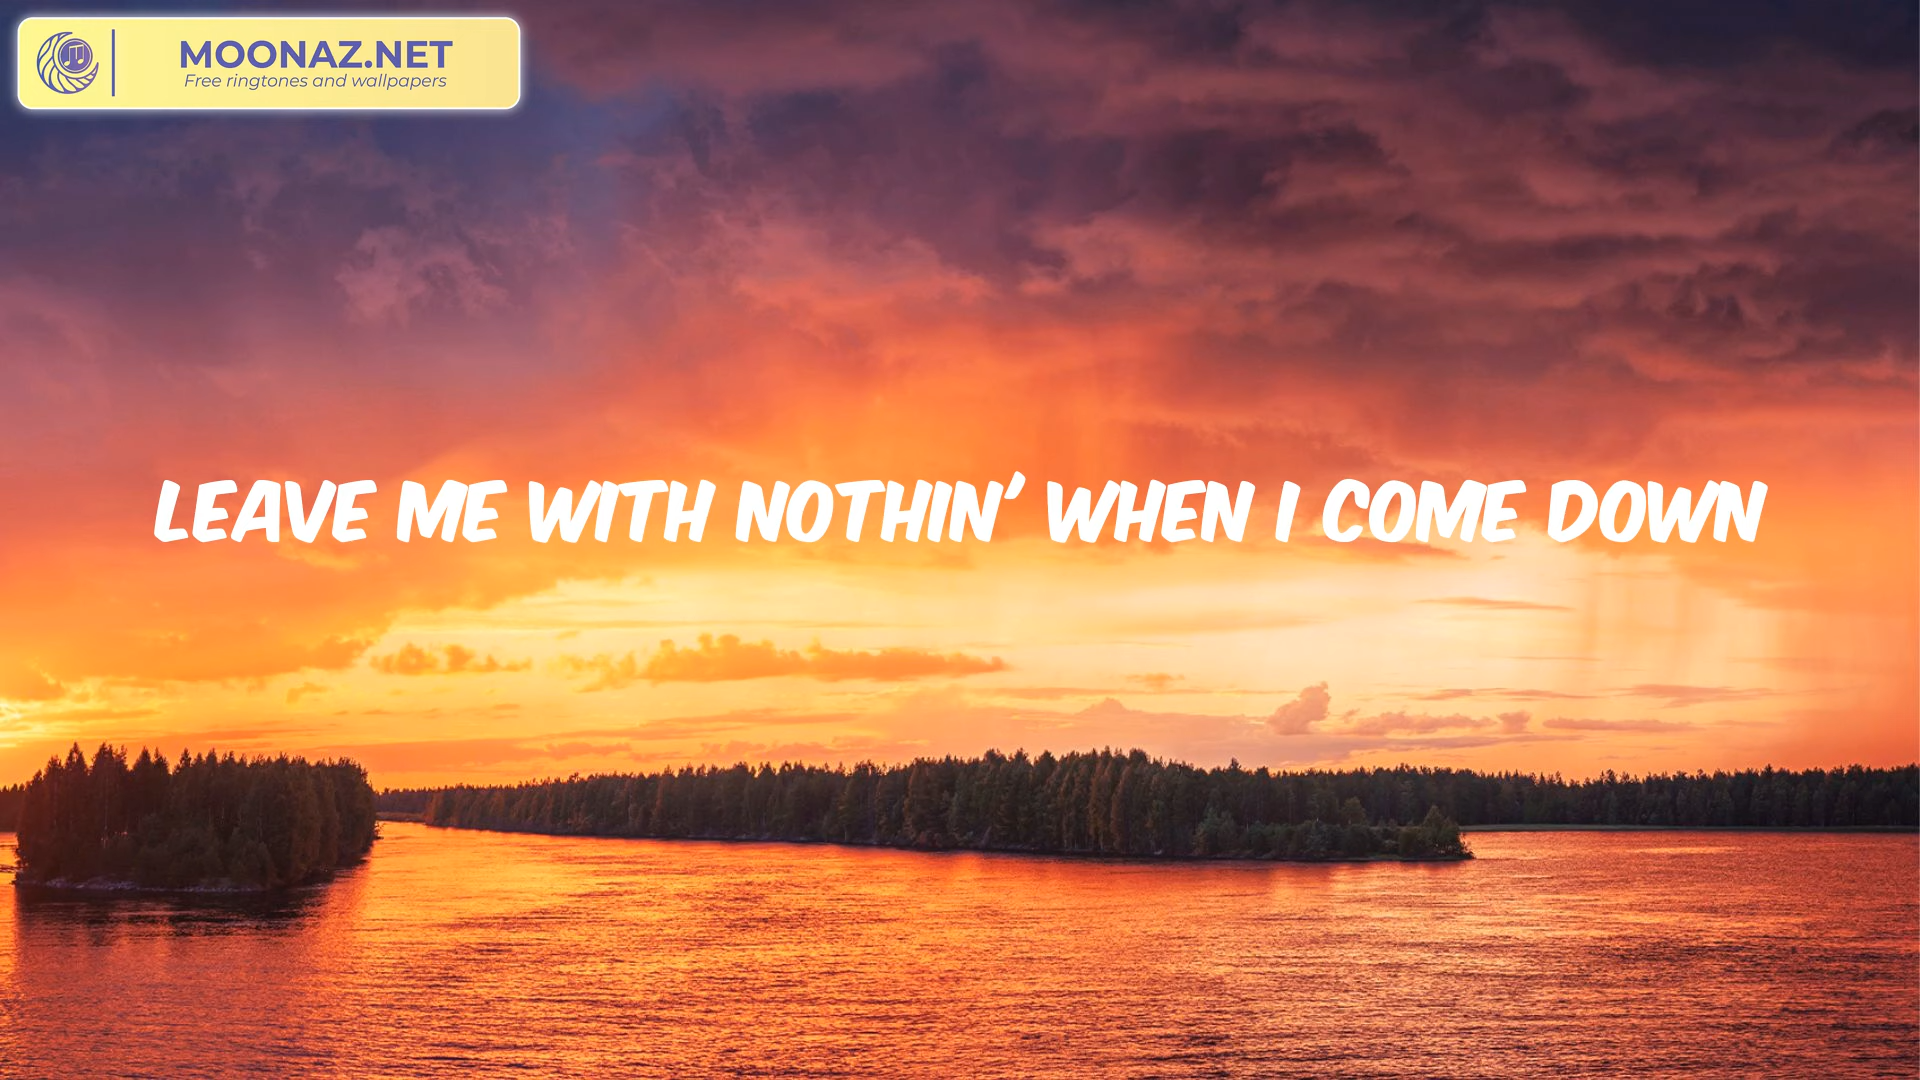 MOONAZ.NET
Free ringtones and wallpapers
LEAVE ME WITH NOTHIN' WHEN I COME DOWN